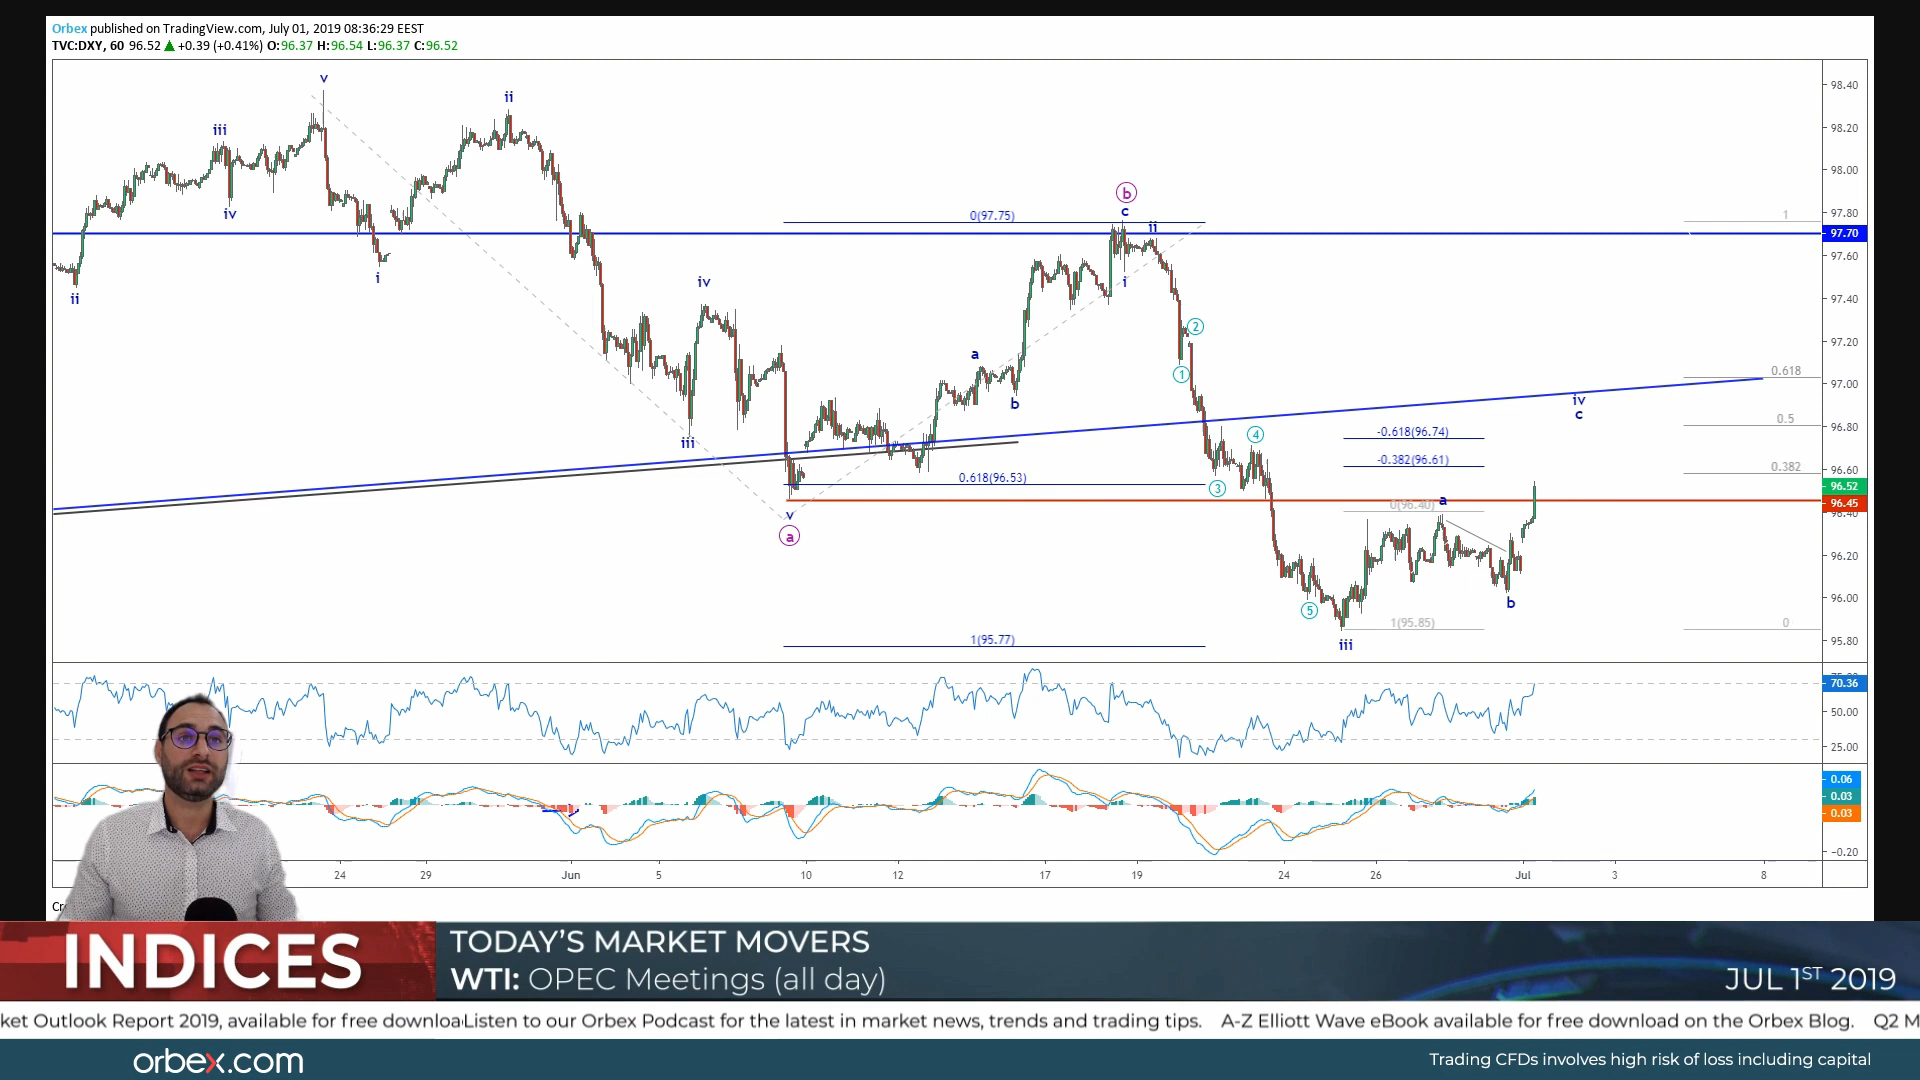 Orbex published on TradingView.com, July 01, 2019 08:36:29 EEST
TVC:DXY, 60 96.52 ▲ +0.39 (+0.41%) O:96.37 H:96.54 L:96.37 C:96.52
v
98.40
ii
iii
98.20
98.00
b
iv
c
97.80
0(97.75)
1
ii
97.70
97.60
i
i
iv
ii
97.40
2
97.20
a
1
0.618
97.00
b
iv
c
0.5
4
-0.618(96.74)
96.80
iii
-0.382(96.61)
0.382
96.60
0.618(96.53)
3
96.52
a
96.45
0(96.40)
96.40
v
a
96.20
b
96.00
5
1(95.85)
0
iii
1(95.77)
95.80
70.36
50.00
25.00
0.06
0.03
0.03
-0.20
24
29
Jun
5
10
12
17
19
24
26
Jul
3
8
Cr
INDICES
TODAY'S MARKET MOVERS
WTI: OPEC Meetings (all day)
JUL 1ST 2019
ket Outlook Report 2019, available for free downloa Listen to our Orbex Podcast for the latest in market news, trends and trading tips. A-Z Elliott Wave eBook available for free download on the Orbex Blog. Q2 M
orbex.com
Trading CFDs involves high risk of loss including capital